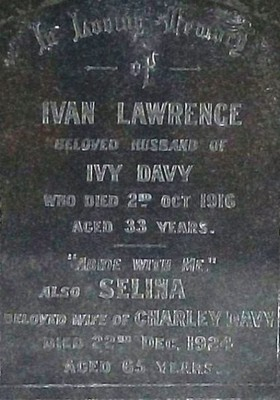 In Loving Memory
of
IVAN LAWRENCE
BELOVED HUSBAND OF
IVY DAVY
WHO DIED 2ND OCT 1916
AGED 33 YEARS.
"ABIDE WITH ME."
ALSO SELINA
BELOVED WIFE OF CHARLEY DAVY
DIED 22ND DEC. 1924
AGED 65 YEARS.